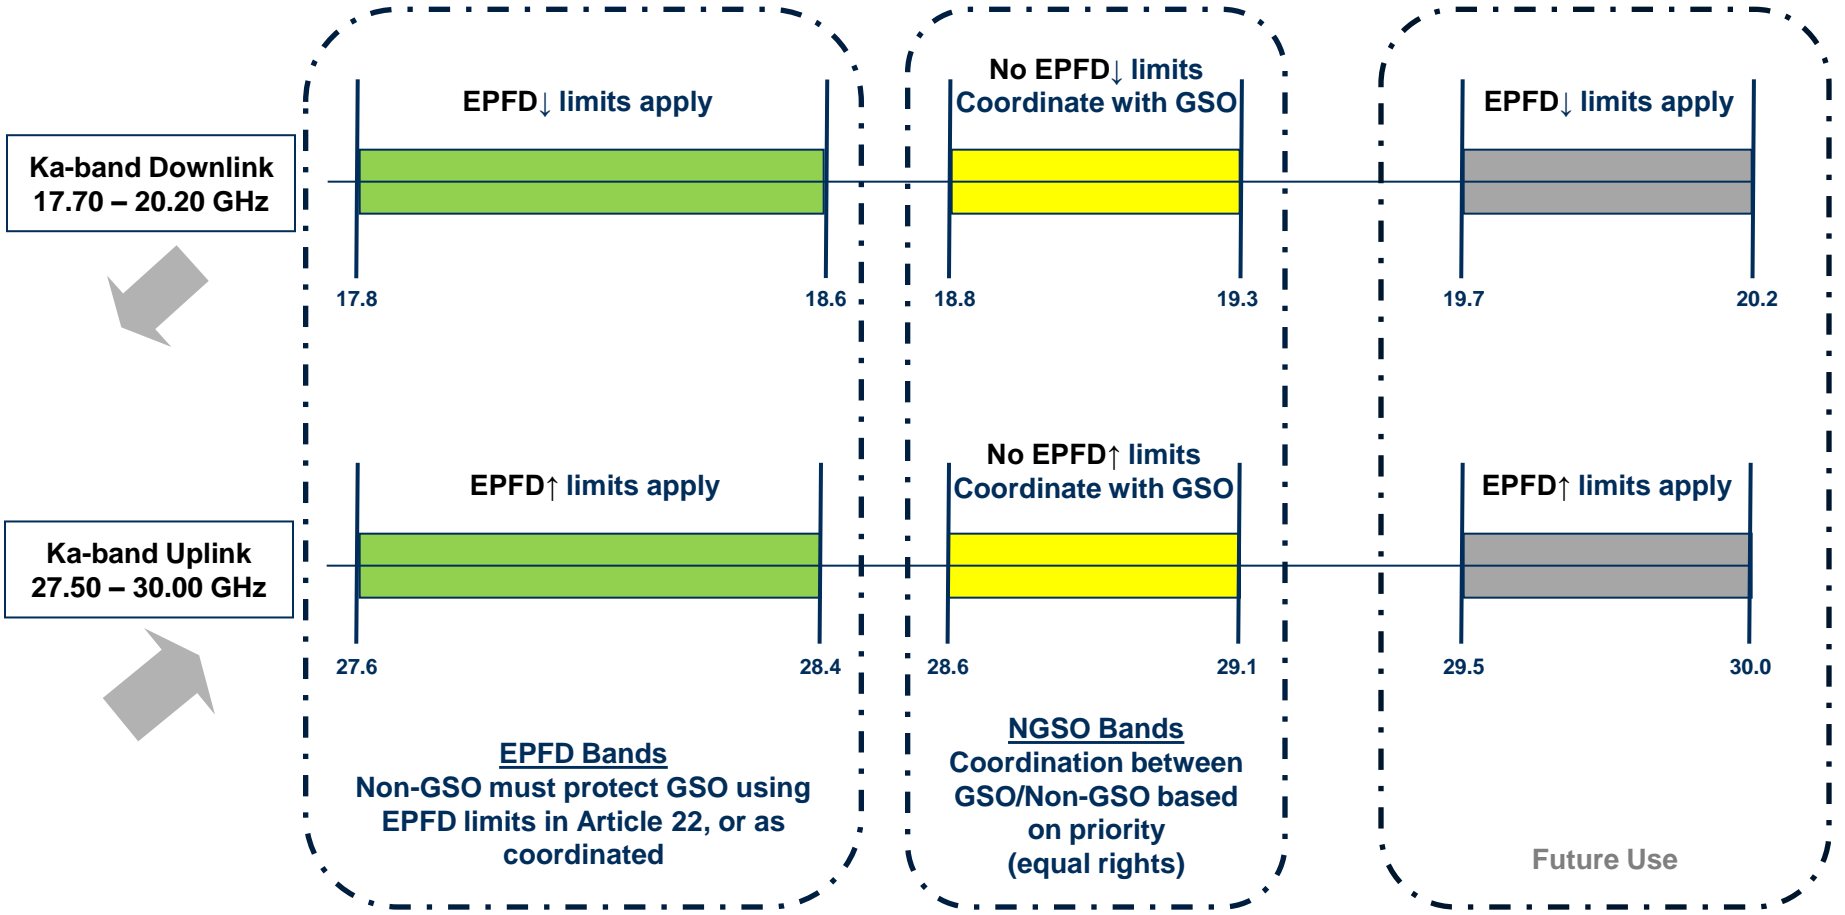 Ka-band Downlink
17.70 – 20.20 GHz
EPFD↓ limits apply
17.8
18.6
No EPFD↓ limits
Coordinate with GSO
18.8
19.3
EPFD↓ limits apply
19.7
20.2
Ka-band Uplink
27.50 – 30.00 GHz
EPFD↑ limits apply
27.6
28.4
No EPFD↑ limits
Coordinate with GSO
28.6
29.1
EPFD↑ limits apply
29.5
30.0
EPFD Bands
Non-GSO must protect GSO using
EPFD limits in Article 22, or as
coordinated
NGSO Bands
Coordination between
GSO/Non-GSO based
on priority
(equal rights)
Future Use